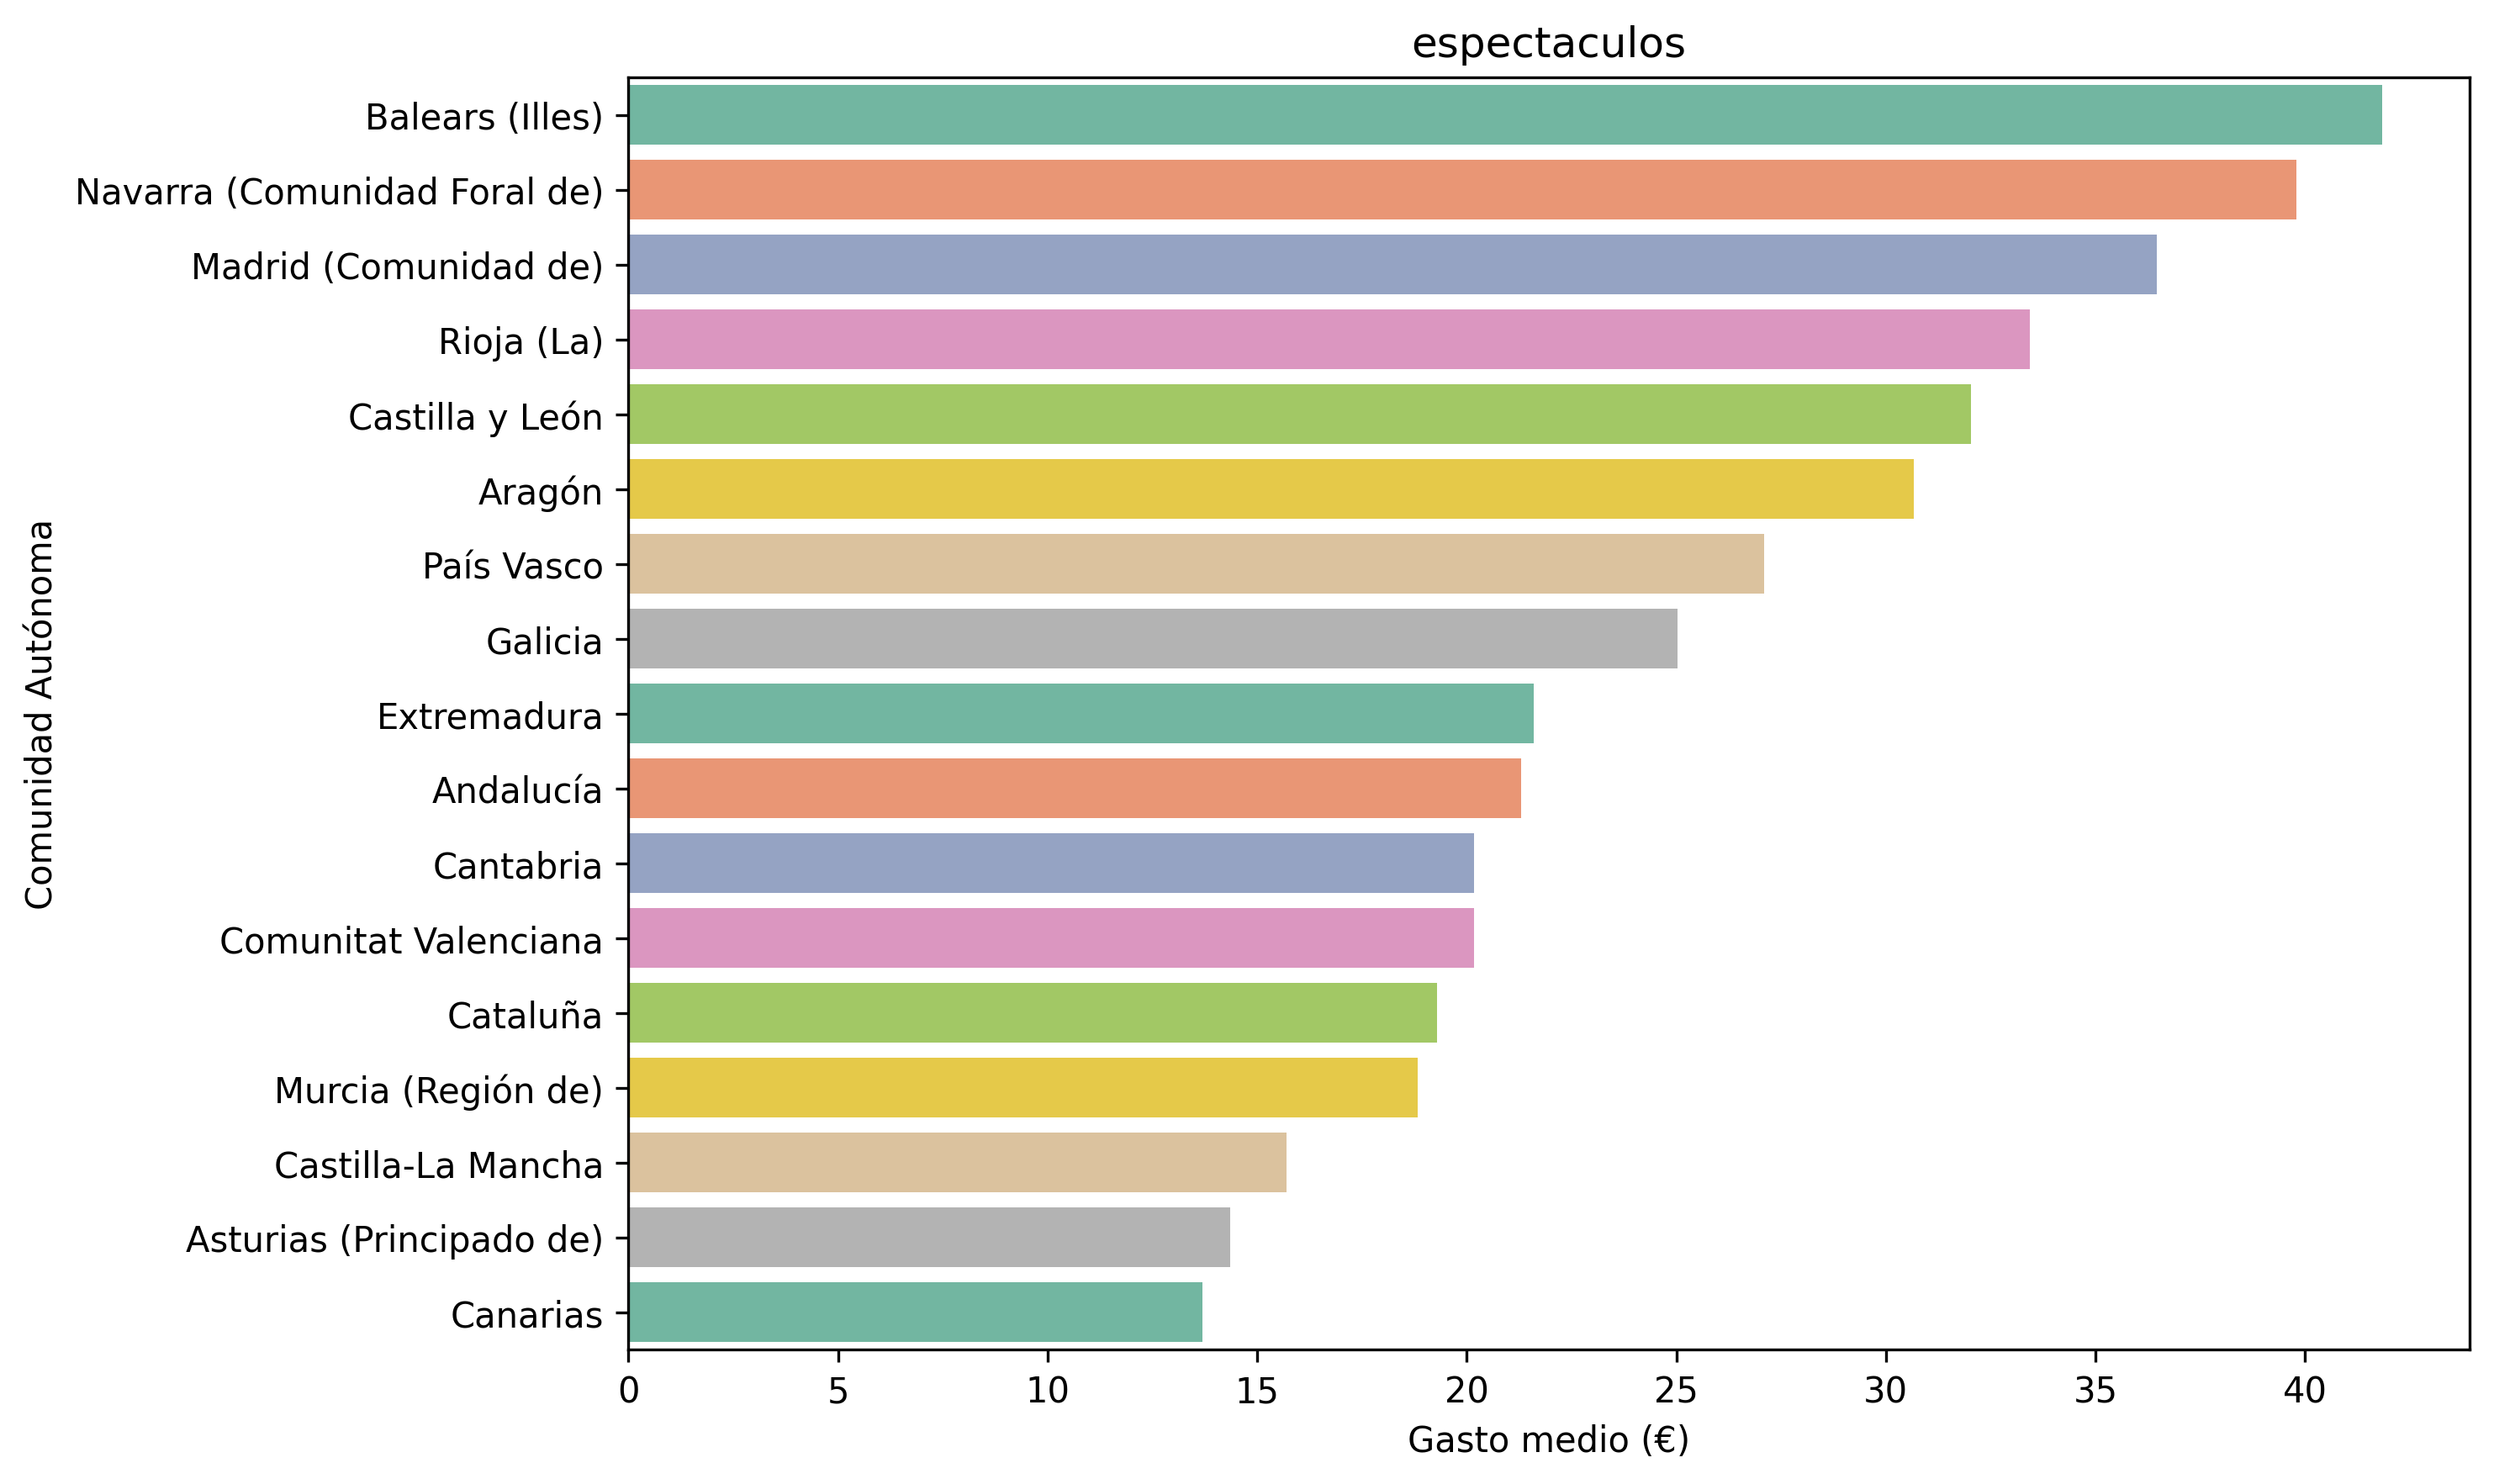 espectaculos
Comunidad Autónoma
Balears (Illes)
Navarra (Comunidad Foral de)
Madrid (Comunidad de)
Rioja (La)
Castilla y León
Aragón
País Vasco
Galicia
Extremadura
Andalucía
Cantabria
Comunitat Valenciana
Cataluña
Murcia (Región de)
Castilla-La Mancha
Asturias (Principado de)
Canarias
0 5 10 15 20 25 30 35 40
Gasto medio (€)